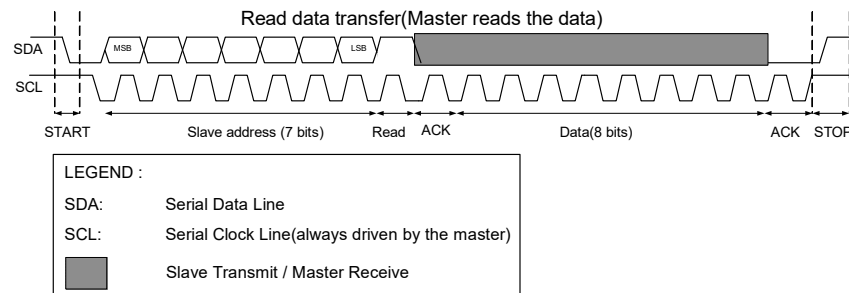 Read data transfer(Master reads the data)
SDA
MSB
LSB
SCL
START
Slave address (7 bits)
Read
ACK
Data(8 bits)
ACK
STOP
LEGEND :
SDA: Serial Data Line
SCL: Serial Clock Line(always driven by the master)
Slave Transmit / Master Receive